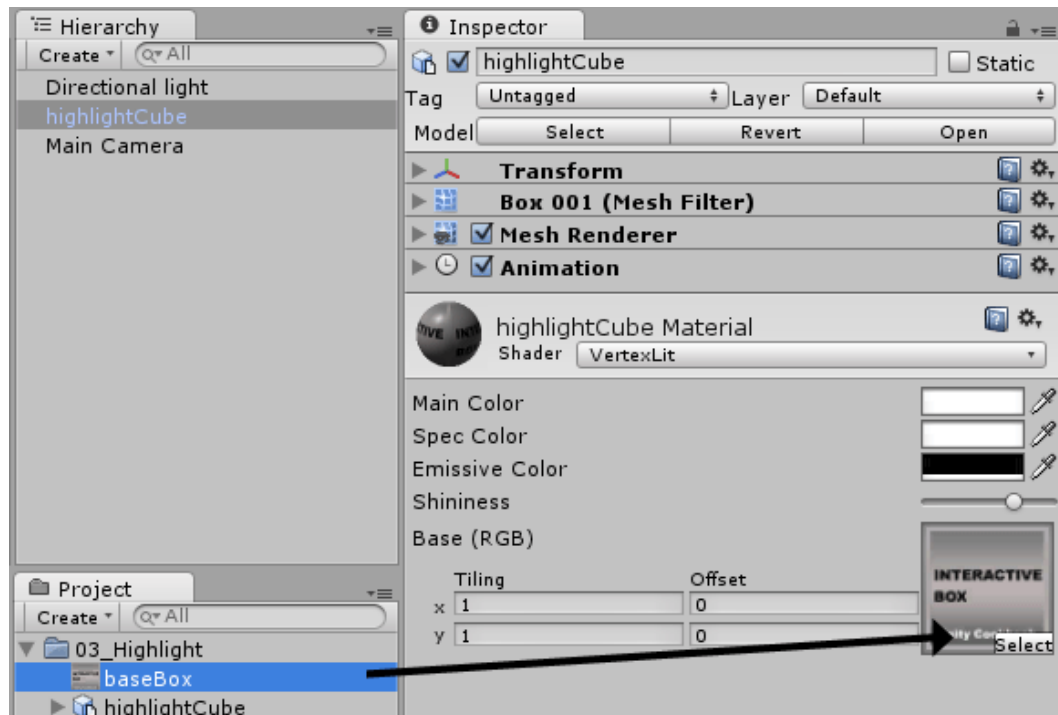 Hierarchy
Create All
Directional light
highlightCube
Main Camera
Project
Create All
03_Highlight
baseBox
highlightCube
Inspector
highlightCube Static
Tag Untagged Layer Default
Model Select Revert Open
Transform
Box 001 (Mesh Filter)
Mesh Renderer
Animation
highlightCube Material
Shader VertexLit
Main Color
Spec Color
Emissive Color
Shininess
Base (RGB)
Tiling Offset
x 1 0
y 1 0
INTERACTIVE
BOX
Select